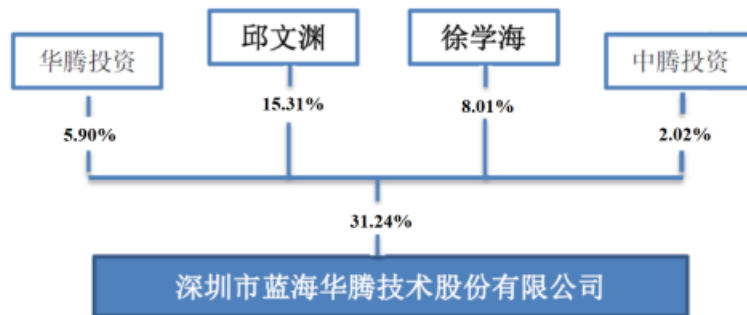 华腾投资
邱文渊
徐学海
中腾投资
5.90%
15.31%
8.01%
2.02%
31.24%
深圳市蓝海华腾技术股份有限公司